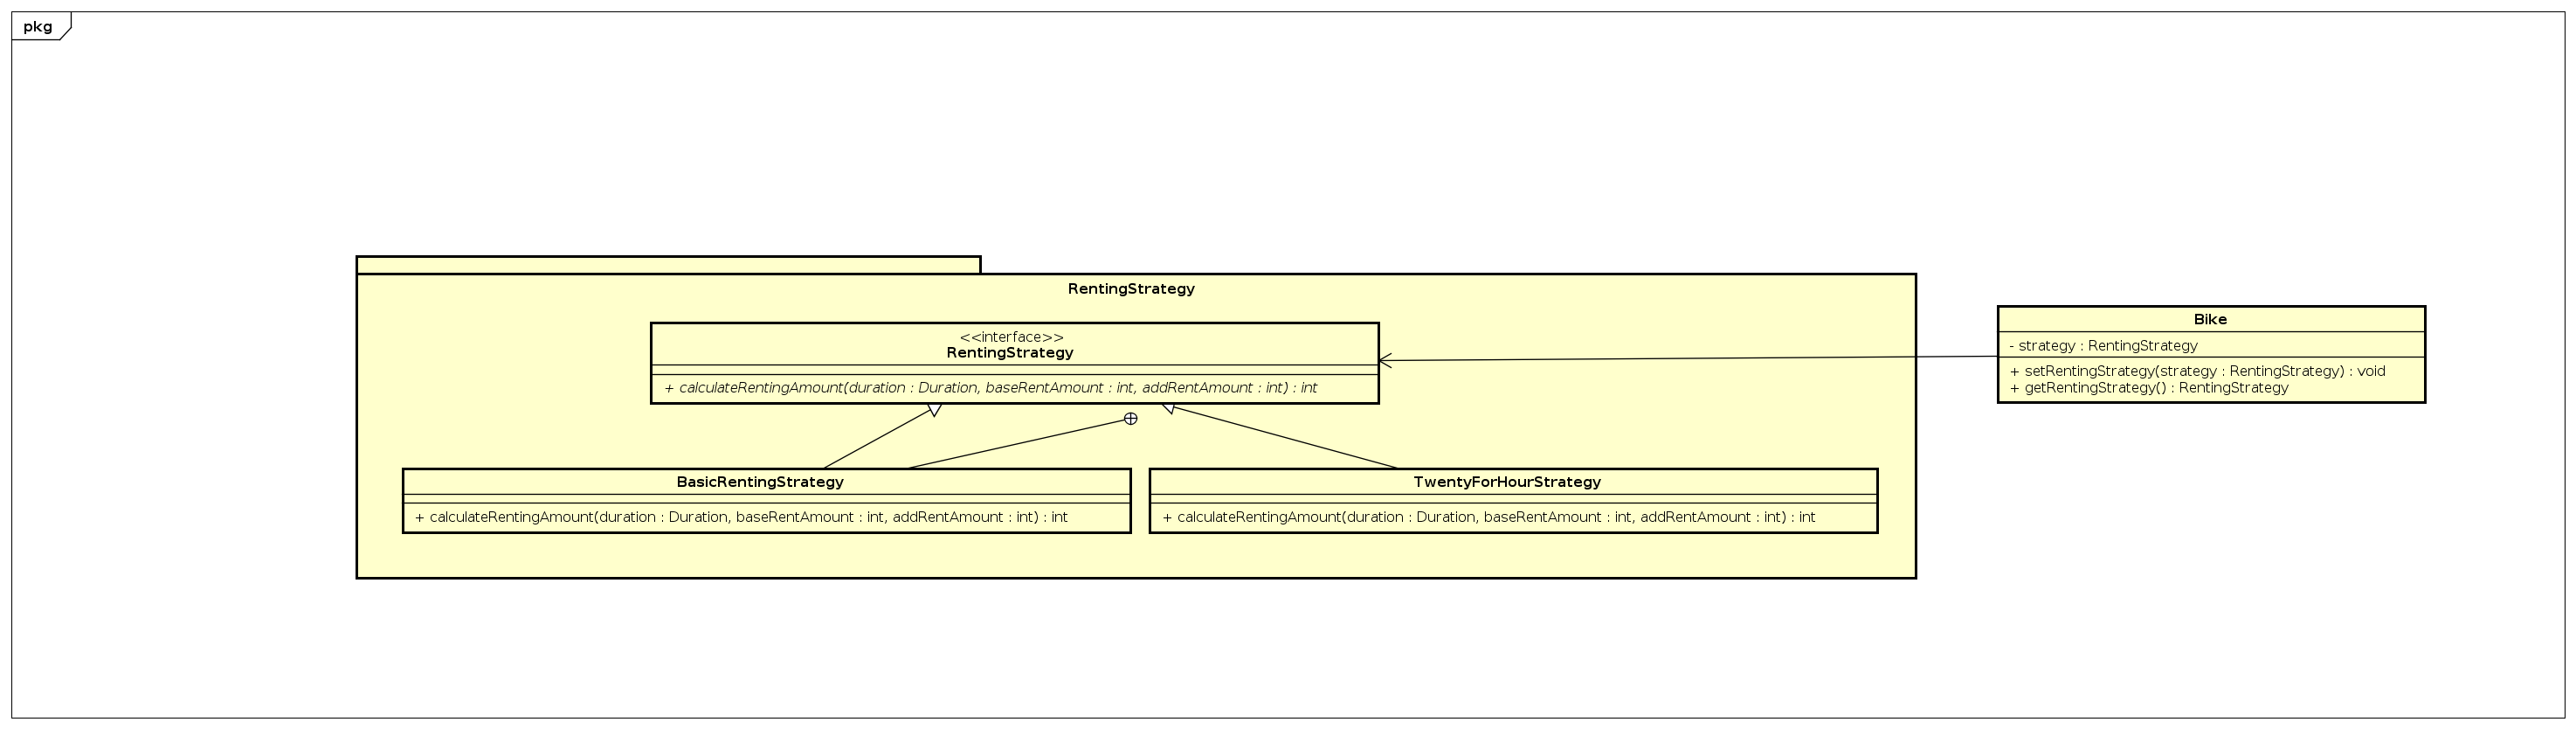 pkg
RentingStrategy
<<interface>>
RentingStrategy
+ calculateRentingAmount(duration : Duration, baseRentAmount : int, addRentAmount : int) : int
Bike
- strategy : RentingStrategy
+ setRentingStrategy(strategy : RentingStrategy) : void
+ getRentingStrategy() : RentingStrategy
BasicRentingStrategy
+ calculateRentingAmount(duration : Duration, baseRentAmount : int, addRentAmount : int) : int
TwentyForHourStrategy
+ calculateRentingAmount(duration : Duration, baseRentAmount : int, addRentAmount : int) : int